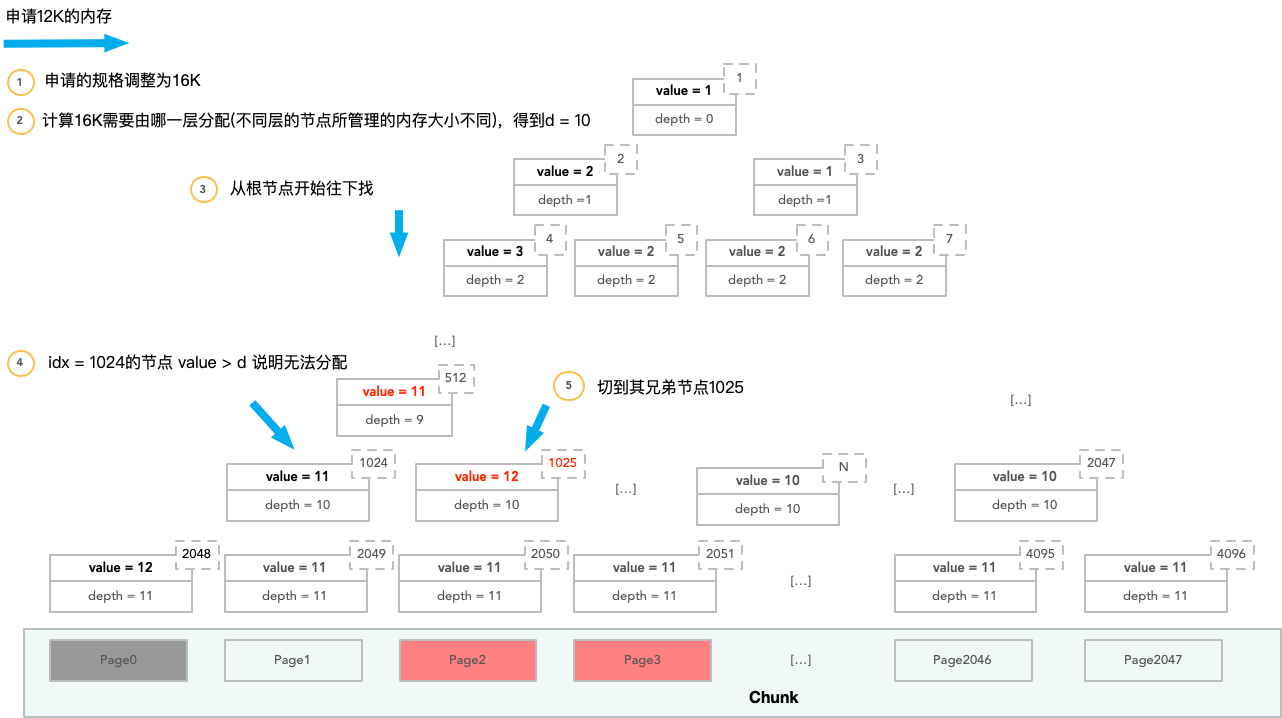 申请12K的内存
1 申请的规格调整为16K
1
value = 1
depth = 0
2 计算16K需要由哪一层分配(不同层的节点所管理的内存大小不同)，得到d = 10
2
value = 2
depth =1
3
value = 1
depth =1
3 从根节点开始往下找
4
value = 3
depth = 2
5
value = 2
depth = 2
6
value = 2
depth = 2
7
value = 2
depth = 2
[...]
4 idx = 1024的节点 value > d 说明无法分配
512
value = 11
depth = 9
5 切到其兄弟节点1025
[...]
1024
value = 11
depth = 10
1025
value = 12
depth = 10
[...]
N
value = 10
depth = 10
[...]
2047
value = 10
depth = 10
2048
value = 12
depth = 11
2049
value = 11
depth = 11
2050
value = 11
depth = 11
2051
value = 11
depth = 11
[...]
4095
value = 11
depth = 11
4096
value = 11
depth = 11
Page0
Page1
Page2
Page3
[...]
Page2046
Page2047
Chunk